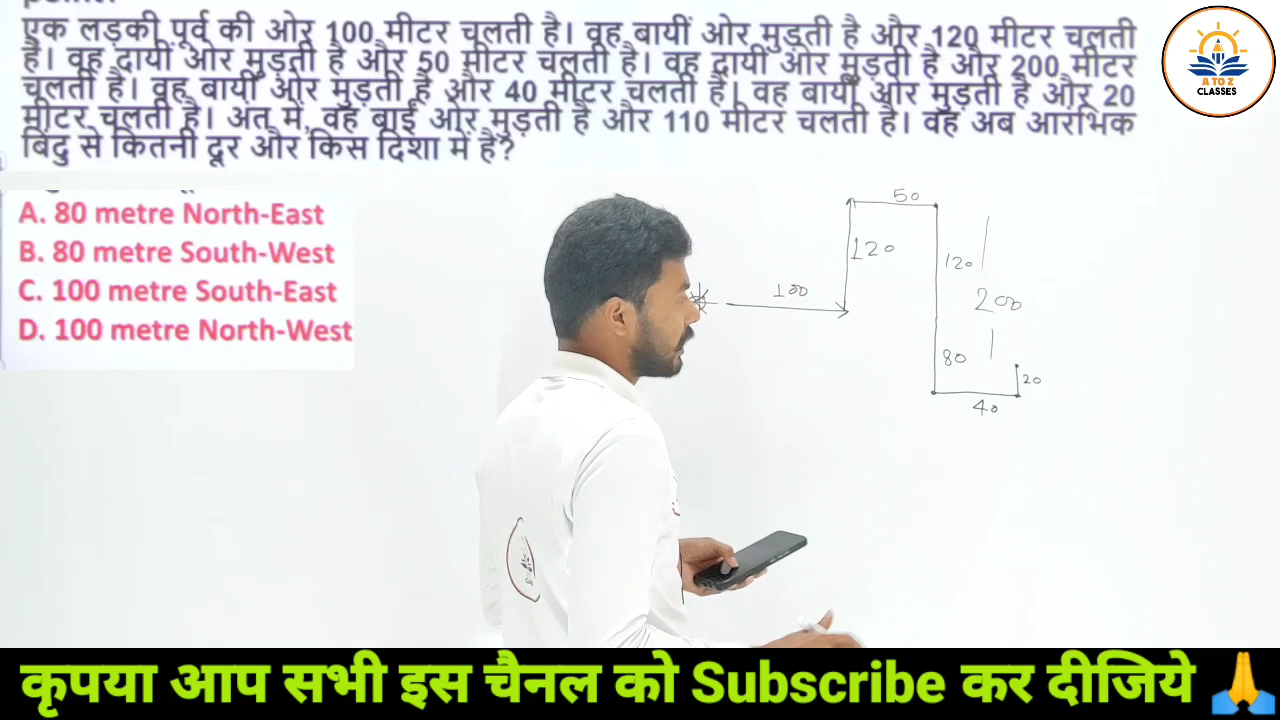 एक लड़की पूर्व की ओर 100 मीटर चलती है। वह बायीं ओर मुड़ती है और 120 मीटर चलती
है। वह दायीं ओर मुड़ती है और 50 मीटर चलती है। वह दायीं ओर मुड़ती है और 200 मीटर
चलती है। वह बायीं ओर मुड़ती है और 40 मीटर चलती है। वह बायीं ओर मुड़ती है और 20
मीटर चलती है। अंत में, वह बाईं ओर मुड़ती है और 110 मीटर चलती है। वह अब आरंभिक
बिंदु से कितनी दूर और किस दिशा में है?
A. 80 metre North-East
B. 80 metre South-West
C. 100 metre South-East
D. 100 metre North-West
A TO Z
CLASSES
50
120
100
120
200
80
20
40
कृपया आप सभी इस चैनल को Subscribe कर दीजिये 🙏